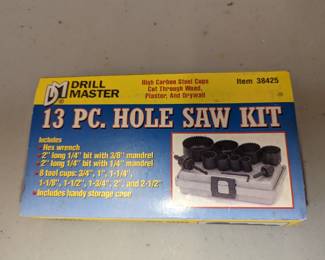 DM
DRILL
MASTER
®
High Carbon Steel Cups
Cut Through Wood,
Plaster, And Drywall
Item 38425
13 PC. HOLE SAW KIT
Includes
• Hex wrench
• 2" long 1/4" bit with 3/8" mandrel
• 2" long 1/4" bit with 1/4" mandrel
• 8 tool cups: 3/4", 1", 1-1/4",
1-1/8", 1-1/2", 1-3/4", 2", and 2-1/2"
• Includes handy storage case